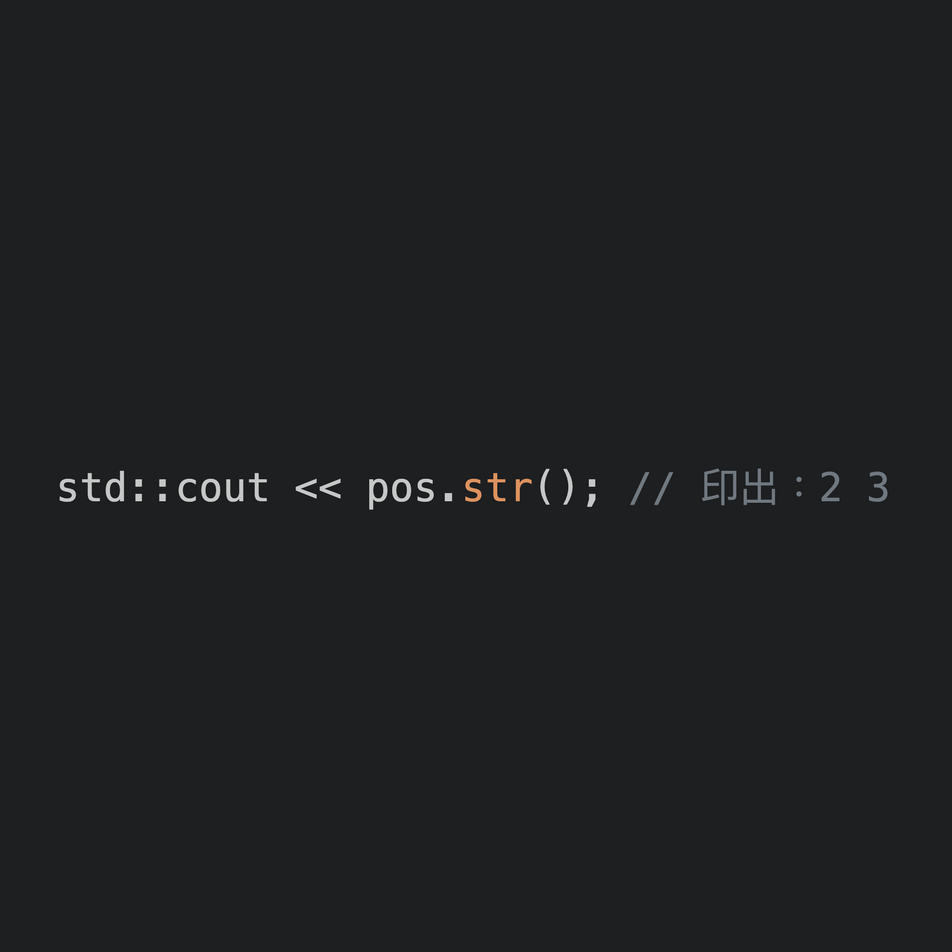 std::cout << pos.str(); // 印出：2 3